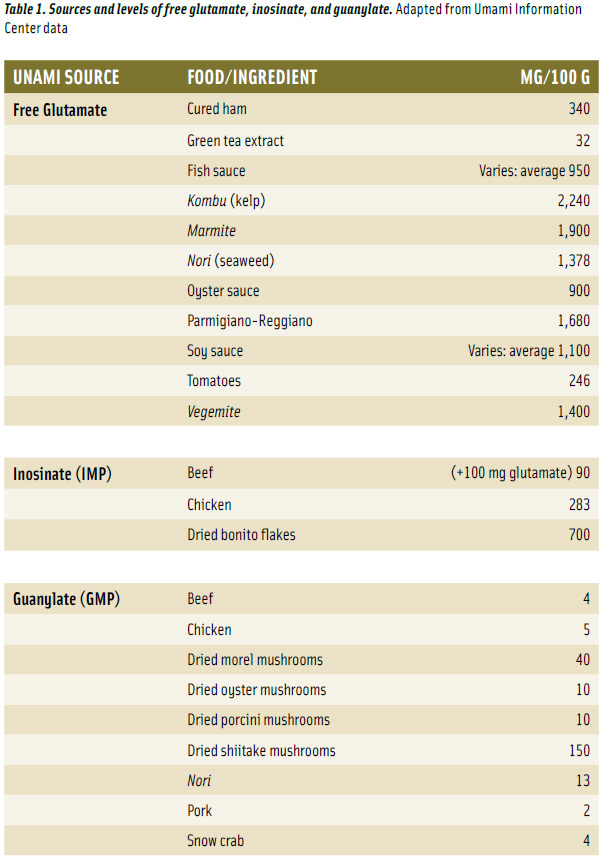 Table 1. Sources and levels of free glutamate, inosinate, and guanylate. Adapted from Umami Information
Center data
UNAMI SOURCE FOOD/INGREDIENT MG/100 G
Free Glutamate Cured ham 340
Green tea extract 32
Fish sauce Varies: average 950
Kombu (kelp) 2,240
Marmite 1,900
Nori (seaweed) 1,378
Oyster sauce 900
Parmigiano-Reggiano 1,680
Soy sauce Varies: average 1,100
Tomatoes 246
Vegemite 1,400
Inosinate (IMP) Beef (+100 mg glutamate) 90
Chicken 283
Dried bonito flakes 700
Guanylate (GMP) Beef 4
Chicken 5
Dried morel mushrooms 40
Dried oyster mushrooms 10
Dried porcini mushrooms 10
Dried shiitake mushrooms 150
Nori 13
Pork 2
Snow crab 4